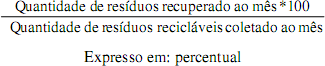 Quantidade de resíduos recuperado ao mês * 100
Quantidade de resíduos recicláveis coletado ao mês
Expresso em: percentual